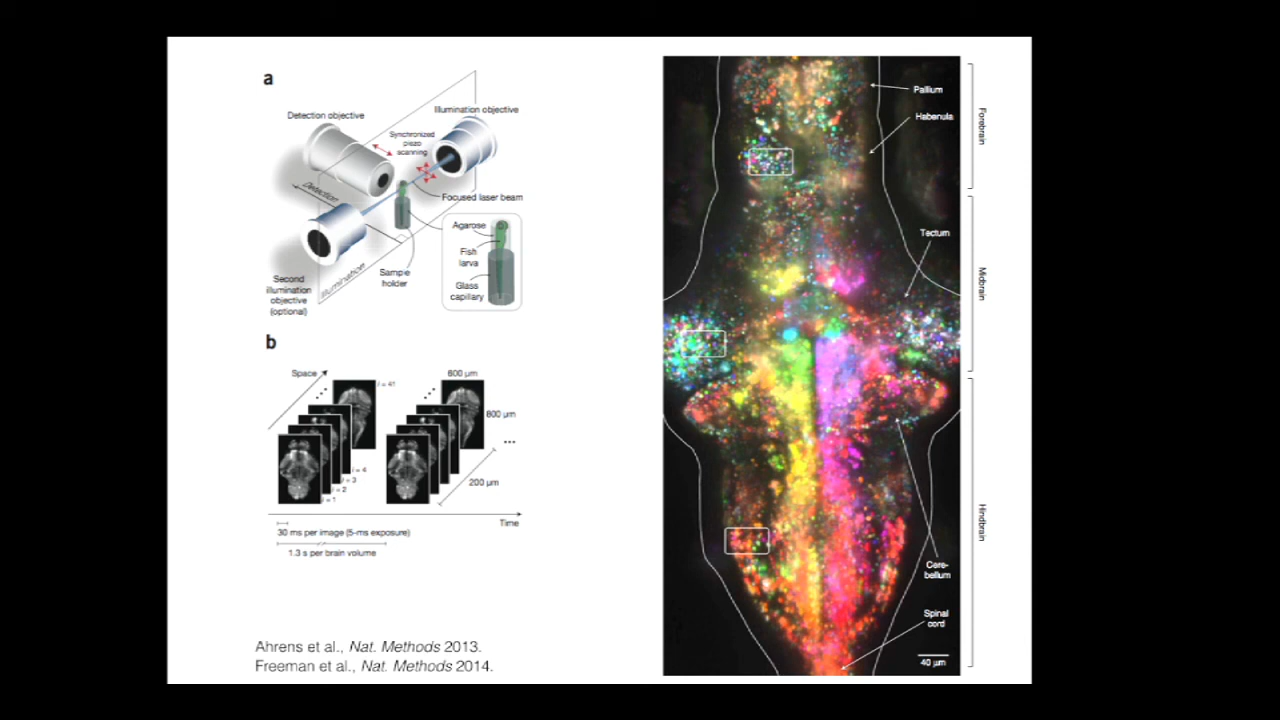 a
Detection objective
Illumination objective
Synchronized
piezo
scanning
Detection
Focused laser beam
Agarose
Fish
larva
Glass
capillary
Sample
holder
Illumination
Second
illumination
objective
(optional)
b
Space
i = 41
i = 4
i = 3
i = 2
i = 1
600 µm
800 µm
200 µm
...
Time
30 ms per image (5-ms exposure)
1.3 s per brain volume
Ahrens et al., Nat. Methods 2013.
Freeman et al., Nat. Methods 2014.
Pallium
Habenula
Tectum
Cere-
bellum
Spinal
cord
40 µm
Forebrain
Midbrain
Hindbrain